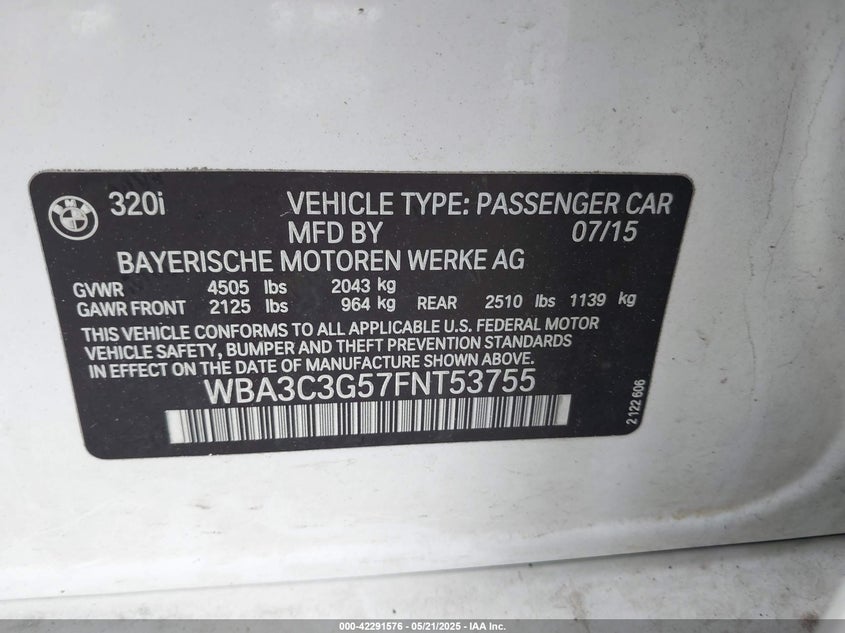 BMW
320i VEHICLE TYPE: PASSENGER CAR
MFD BY 07/15
BAYERISCHE MOTOREN WERKE AG
GVWR 4505 lbs 2043 kg
GAWR FRONT 2125 lbs 964 kg REAR 2510 lbs 1139 kg
THIS VEHICLE CONFORMS TO ALL APPLICABLE U.S. FEDERAL MOTOR
VEHICLE SAFETY, BUMPER AND THEFT PREVENTION STANDARDS
IN EFFECT ON THE DATE OF MANUFACTURE SHOWN ABOVE.
WBA3C3G57FNT53755
2 122 606
000-42291576 - 05/21/2025 - IAA Inc.